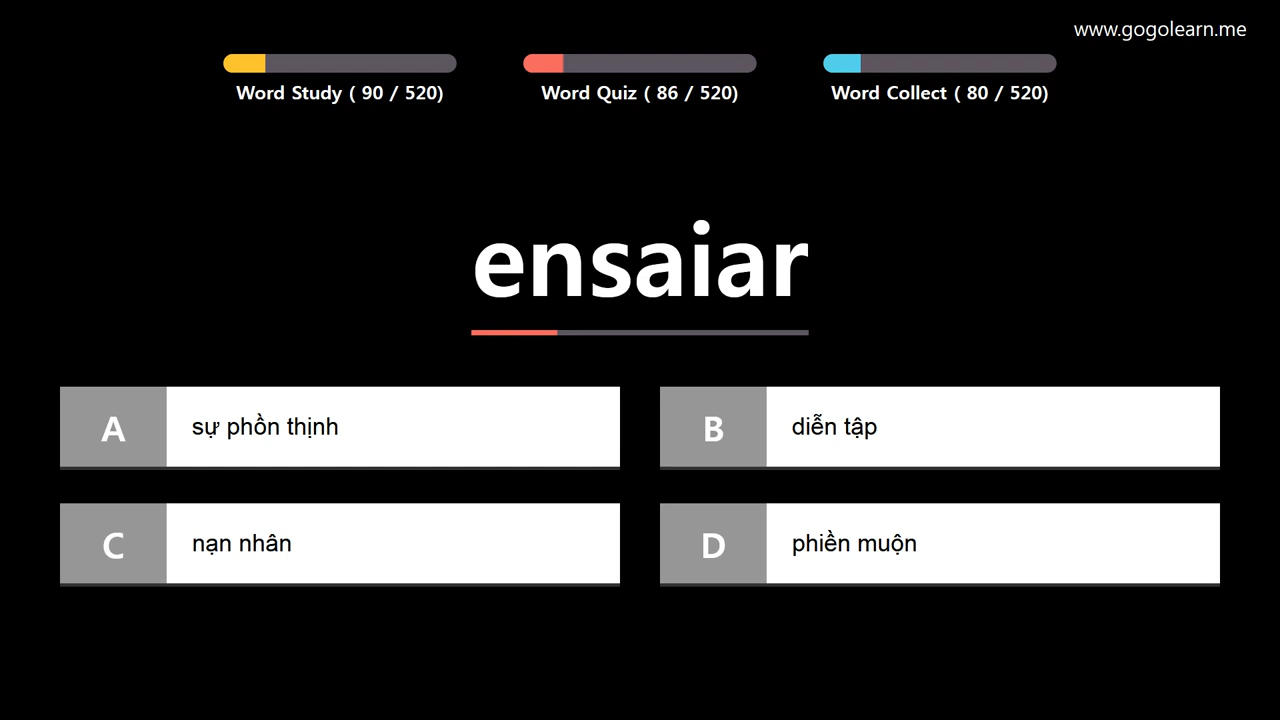 www.gogolearn.me
Word Study ( 90 / 520)
Word Quiz ( 86 / 520)
Word Collect ( 80 / 520)
ensaiar
A
sự phồn thịnh
B
diễn tập
C
nạn nhân
D
phiền muộn